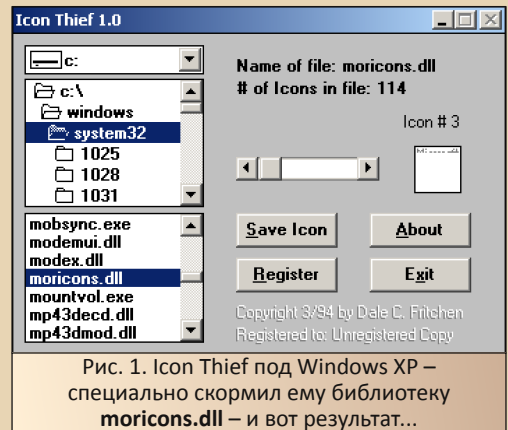 Icon Thief 1.0
c:
c:\
windows
system32
1025
1028
1031
mobsync.exe
modemui.dll
modex.dll
moricons.dll
mountvol.exe
mp43decd.dll
mp43dmod.dll
Name of file: moricons.dll
# of Icons in file: 114
Icon # 3
Save Icon
About
Register
Exit
Copyright 3/94 by Dale C. Fritchen
Registered to: Unregistered Copy
Рис. 1. Icon Thief под Windows XP –
специально скормил ему библиотеку
moricons.dll – и вот результат...